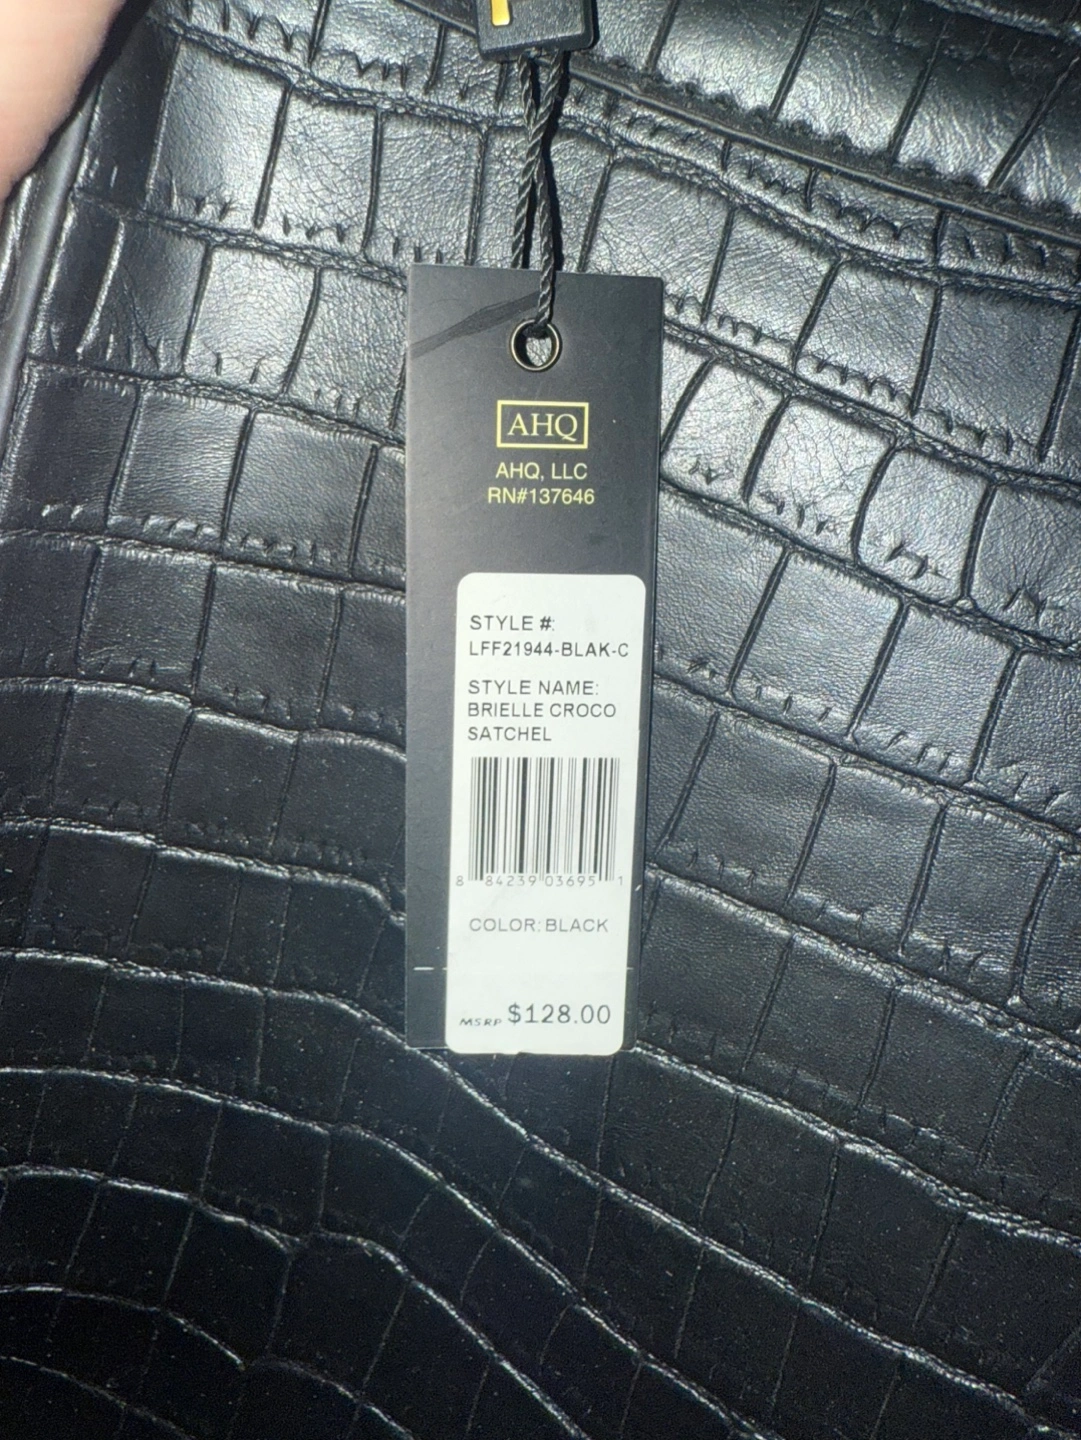 AHQ
AHQ, LLC
RN#137646
STYLE #:
LFF21944-BLAK-C
STYLE NAME:
BRIELLE CROCO
SATCHEL
8 84239 03695 1
COLOR: BLACK
MSRP $128.00